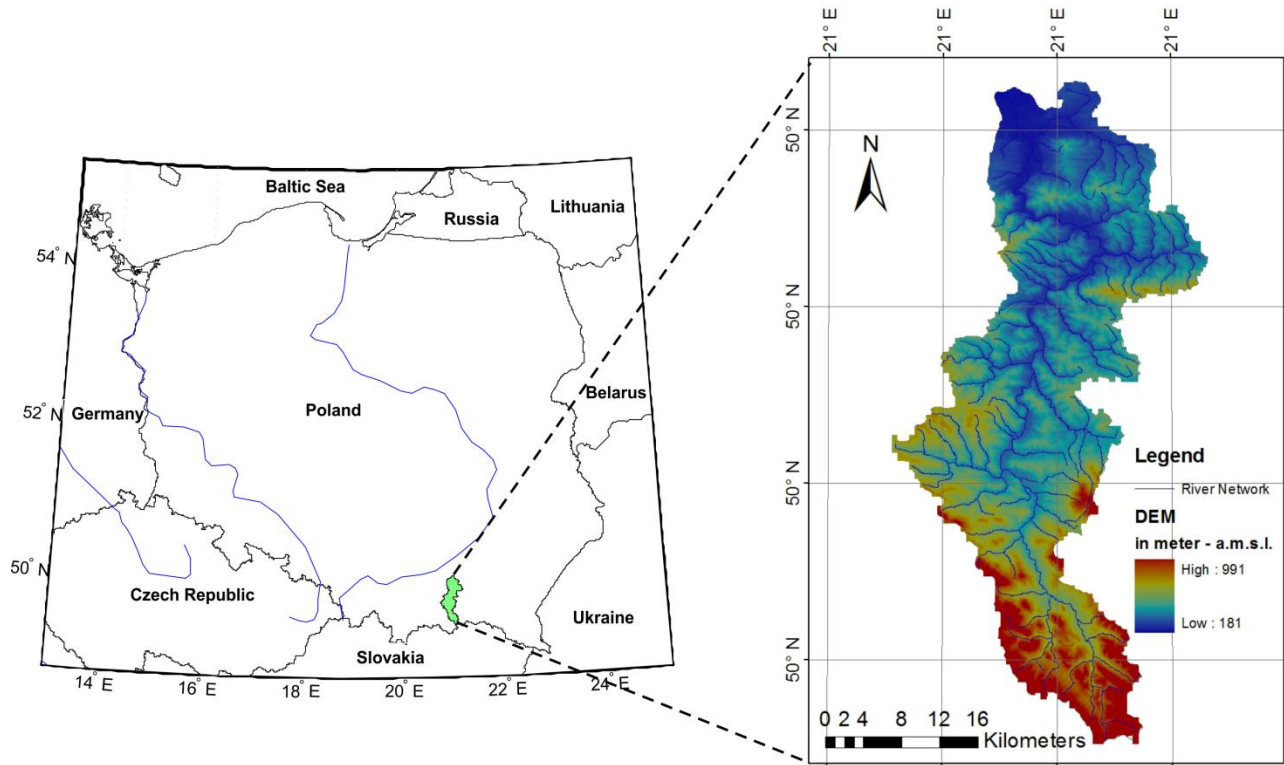 Baltic Sea
Russia
Lithuania
Belarus
Germany
Poland
Czech Republic
Slovakia
Ukraine
54°
52°
50° N
14° E
16° E
18° E
20° E
22° E
24° E
21° E
21° E
21° E
21° E
50° N
50° N
50° N
50° N
N
Legend
River Network
DEM
in meter - a.m.s.l.
High : 991
Low : 181
0 2 4 8 12 16
Kilometers